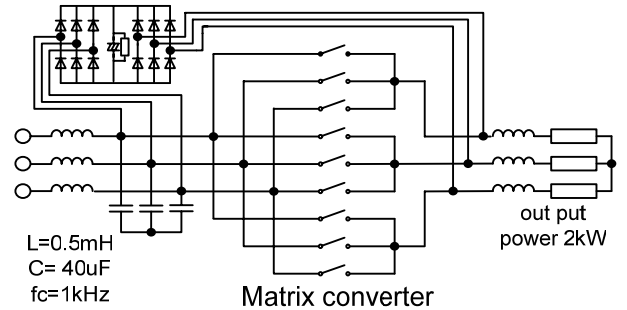 out put
power 2kW
L=0.5mH
C= 40uF
fc=1kHz
Matrix converter